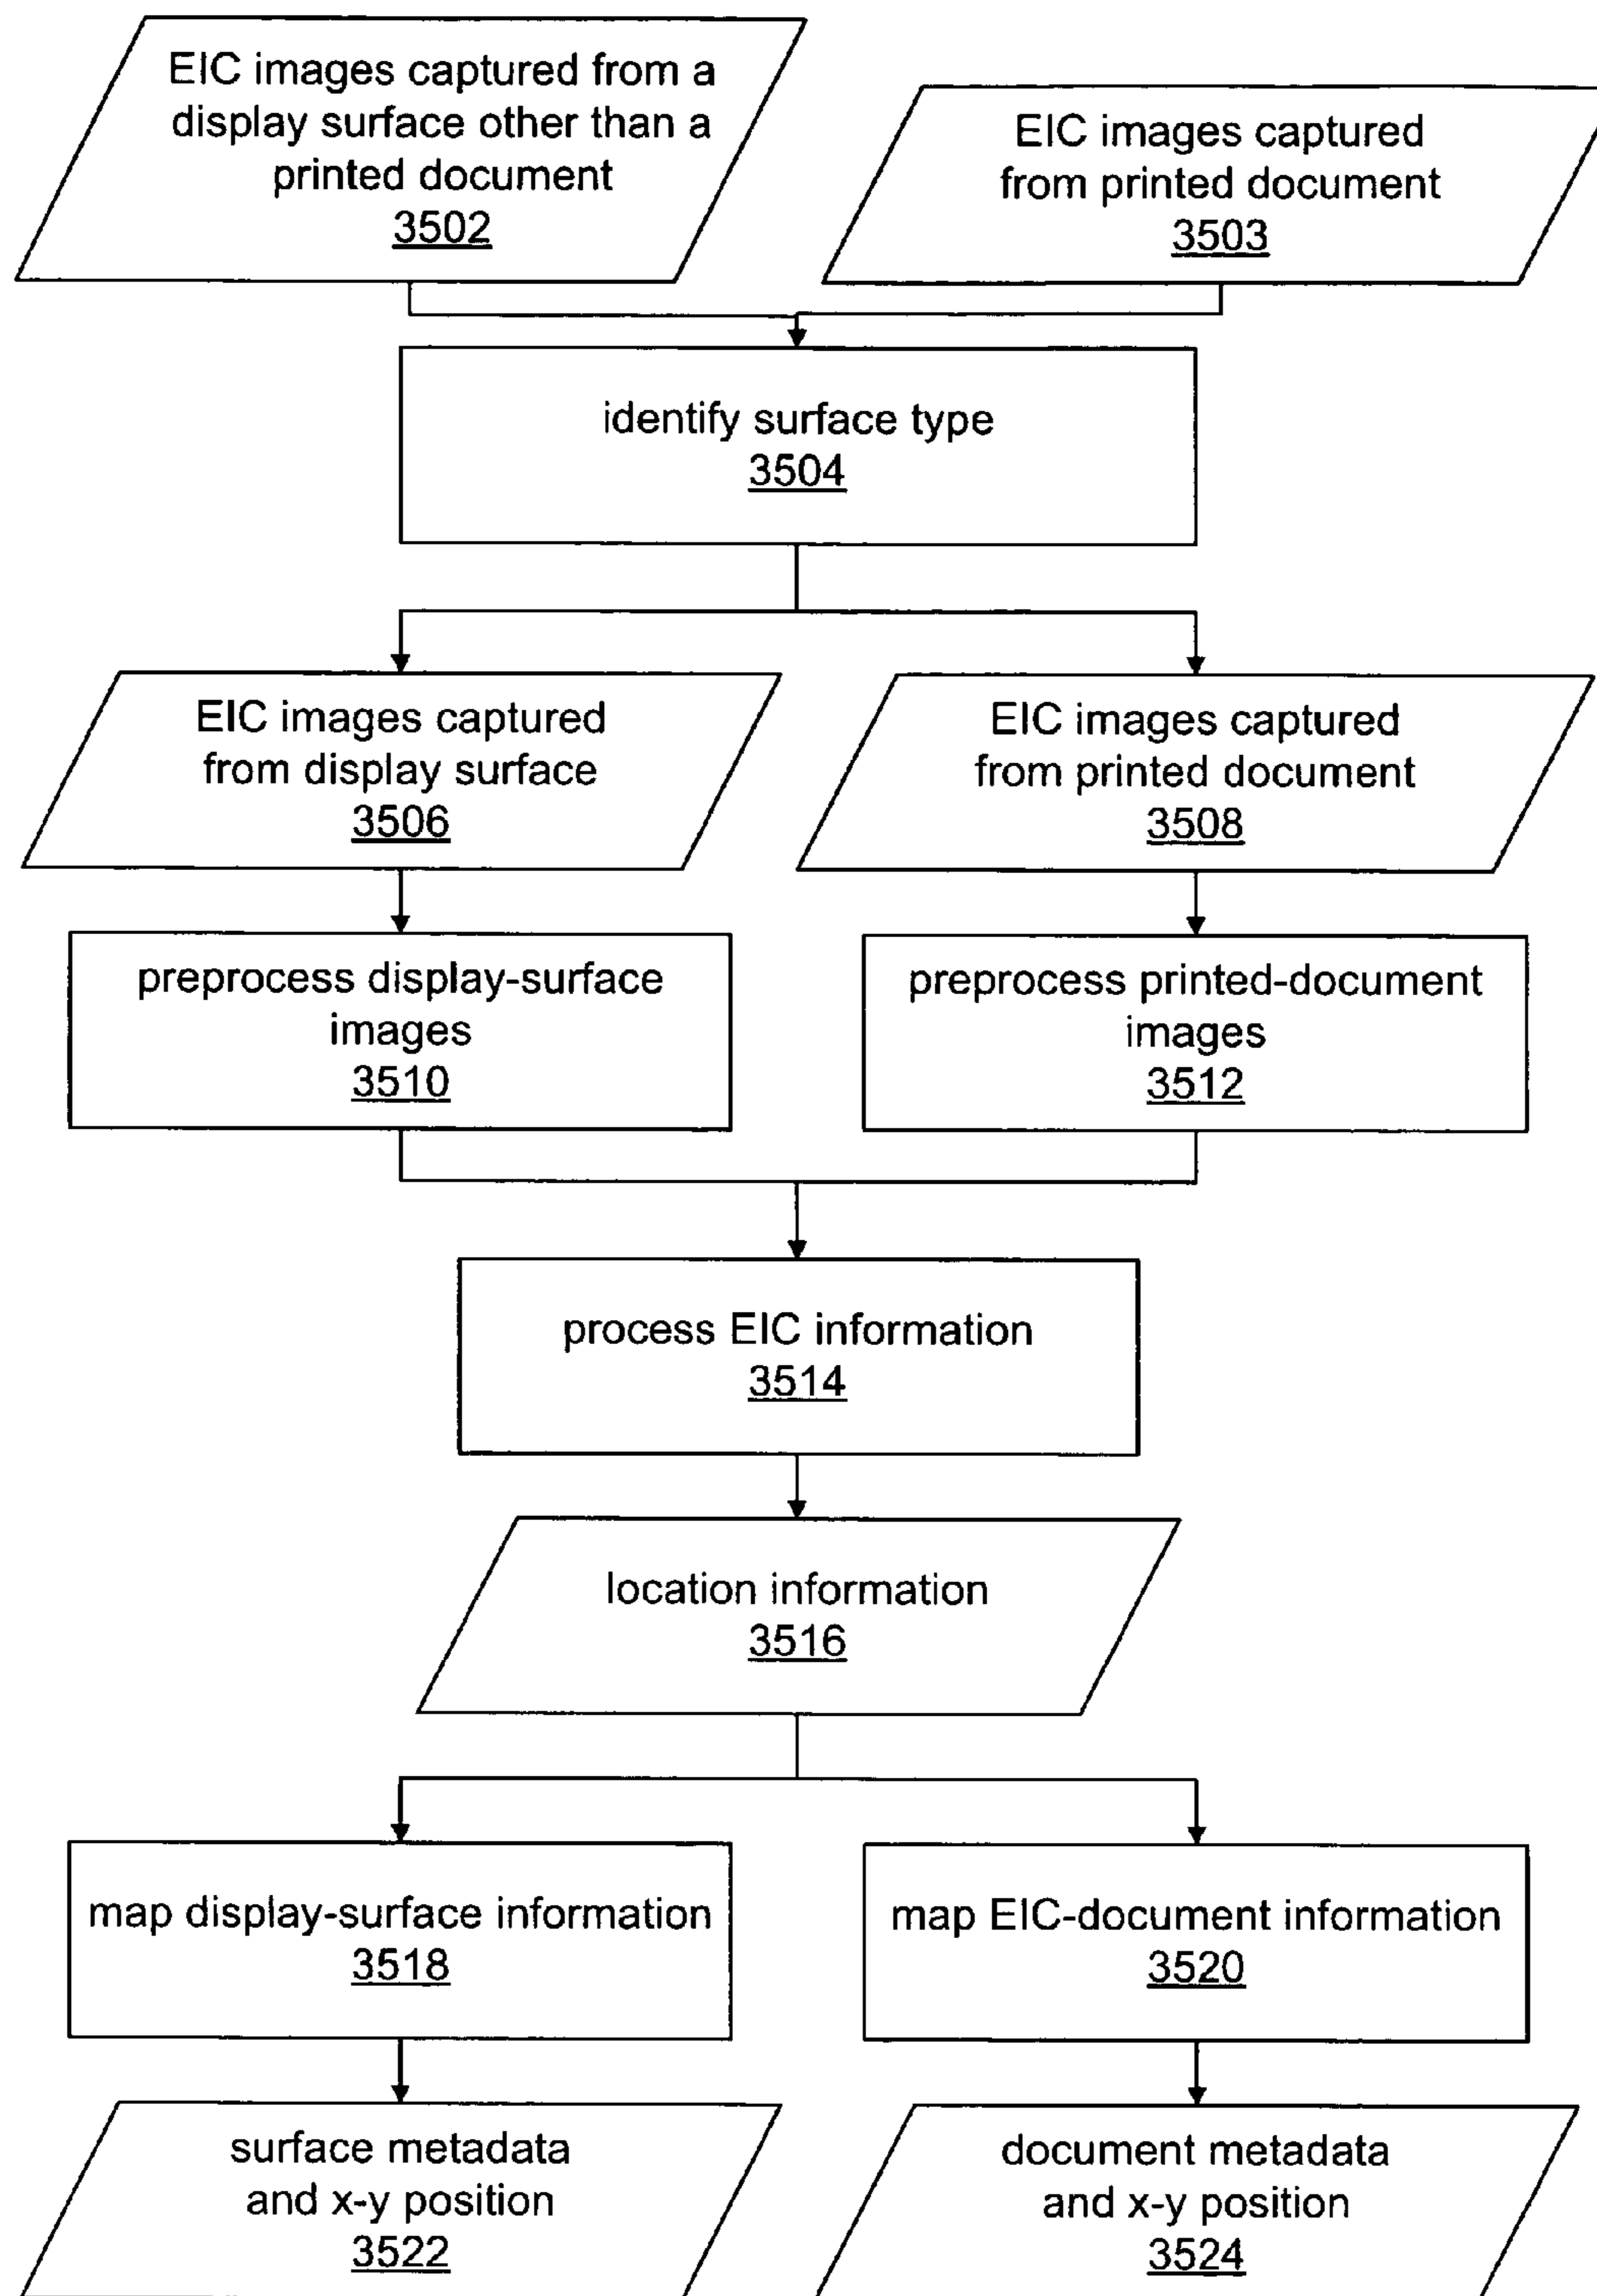 EIC images captured from a
display surface other than a
printed document
3502
EIC images captured
from printed document
3503
identify surface type
3504
EIC images captured
from display surface
3506
EIC images captured
from printed document
3508
preprocess display-surface
images
3510
preprocess printed-document
images
3512
process EIC information
3514
location information
3516
map display-surface information
3518
map EIC-document information
3520
surface metadata
and x-y position
3522
document metadata
and x-y position
3524